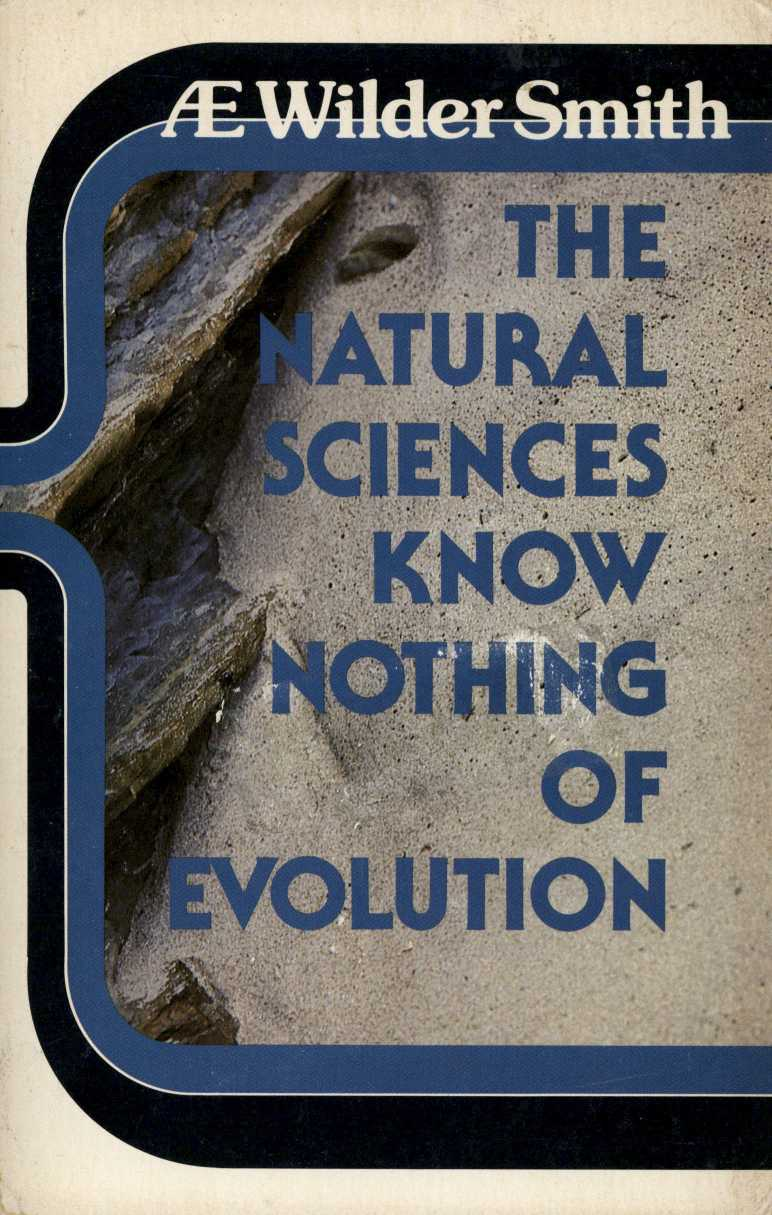 Æ Wilder Smith
THE
NATURAL
SCIENCES
KNOW
NOTHING
OF
EVOLUTION